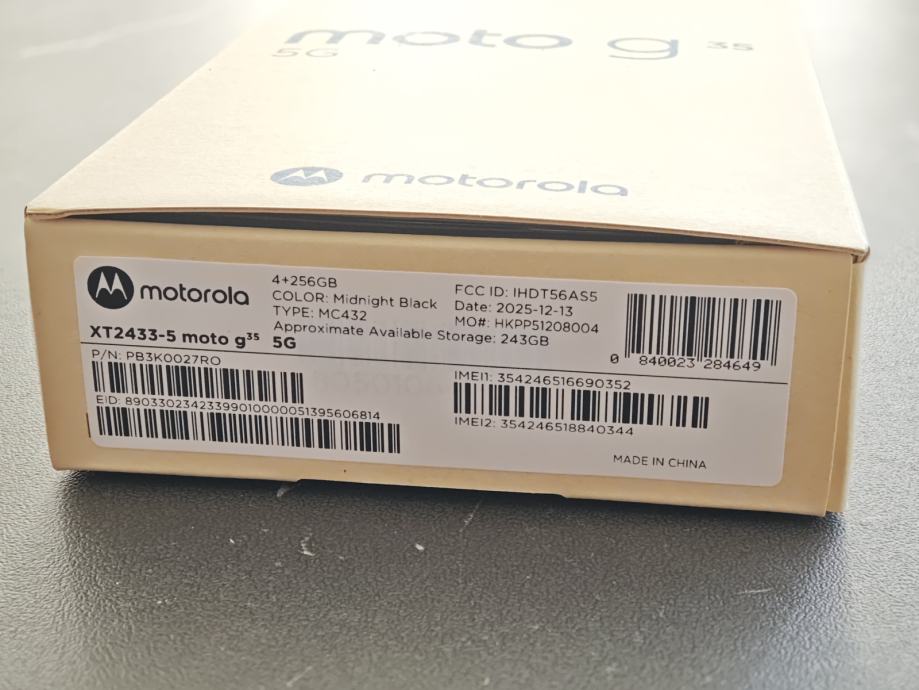 moto g 35
5G
motorola
motorola
4+256GB
COLOR: Midnight Black
TYPE: MC432
Approximate Available Storage: 243GB
FCC ID: IHDT56AS5
Date: 2025-12-13
MO#: HKPP51208004
0 840023 284649
XT2433-5 moto g35 5G
P/N: PB3K0027RO
EID: 89033023423399010000051395606814
IMEI1: 354246516690352
IMEI2: 354246518840344
MADE IN CHINA